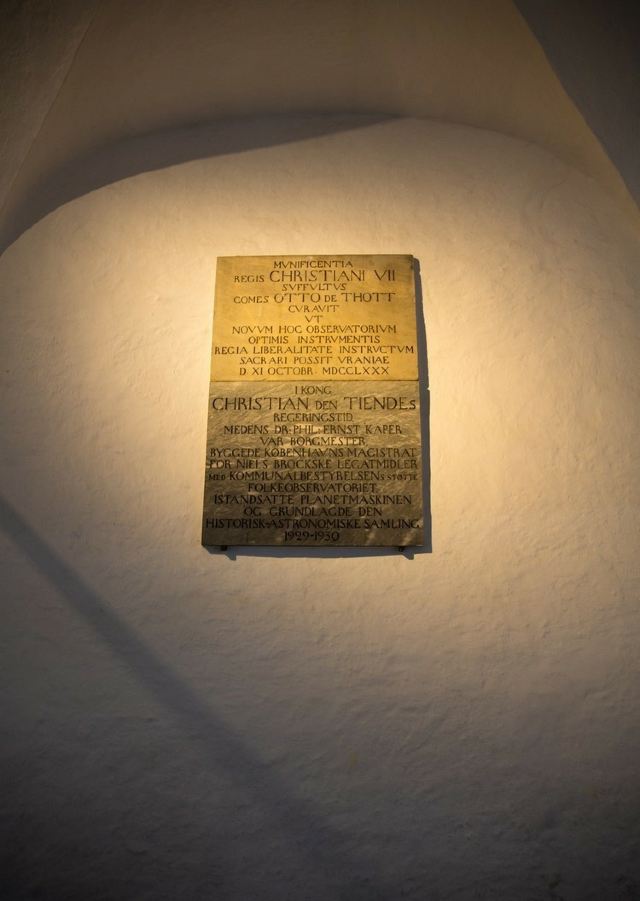 MVNIFICENTIA
REGIS CHRISTIANI VII
SVFFVLTVS
COMES OTTO DE THOTT
CVRAVIT
VT
NOVVM HOC OBSERVATORIVM
OPTIMIS INSTRVMENTIS
REGIA LIBERALITATE INSTRVCTVM
SACRARI POSSIT VRANIAE
D XI OCTOBR MDCCLXXX
I KONG
CHRISTIAN DEN TIENDES
REGERINGSTID
MEDENS DR·PHIL: ERNST KAPER
VAR BORGMESTER
BYGGEDE KØBENHAVNS MAGISTRAT
FOR NIELS BROCKSKE LEGATMIDLER
MED KOMMUNALBESTYRELSENS STØTTE
FOLKEOBSERVATORIET
ISTANDSATTE PLANETMASKINEN
OG GRUNDLAGDE DEN
HISTORISK-ASTRONOMISKE SAMLING
1929-1930